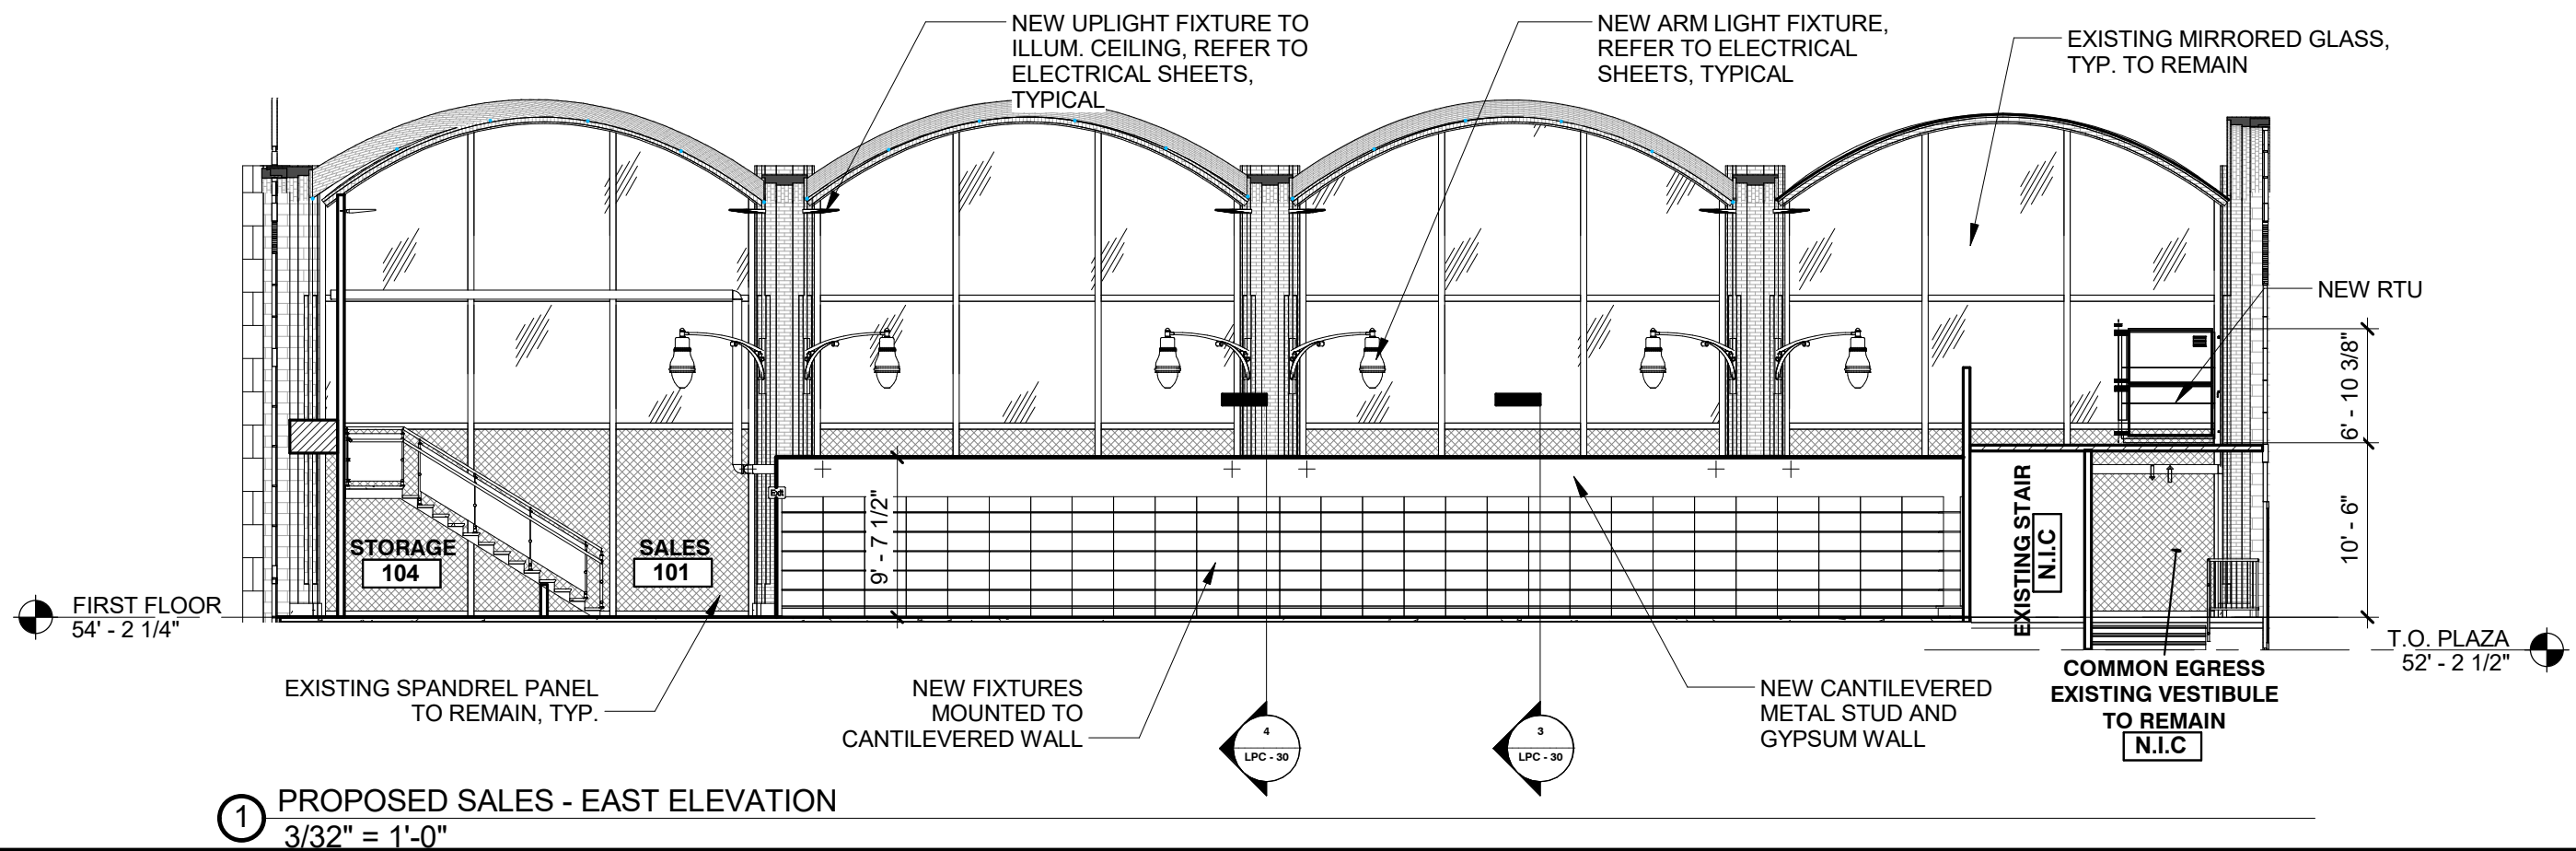 NEW UPLIGHT FIXTURE TO
ILLUM. CEILING, REFER TO
ELECTRICAL SHEETS,
TYPICAL
NEW ARM LIGHT FIXTURE,
REFER TO ELECTRICAL
SHEETS, TYPICAL
EXISTING MIRRORED GLASS,
TYP. TO REMAIN
NEW RTU
6' - 10 3/8"
10' - 6"
Exit
9' - 7 1/2"
STORAGE
104
SALES
101
EXISTING STAIR
N.I.C
FIRST FLOOR
54' - 2 1/4"
T.O. PLAZA
52' - 2 1/2"
EXISTING SPANDREL PANEL
TO REMAIN, TYP.
NEW FIXTURES
MOUNTED TO
CANTILEVERED WALL
4
LPC - 30
3
LPC - 30
NEW CANTILEVERED
METAL STUD AND
GYPSUM WALL
COMMON EGRESS
EXISTING VESTIBULE
TO REMAIN
N.I.C
1
PROPOSED SALES - EAST ELEVATION
3/32" = 1'-0"